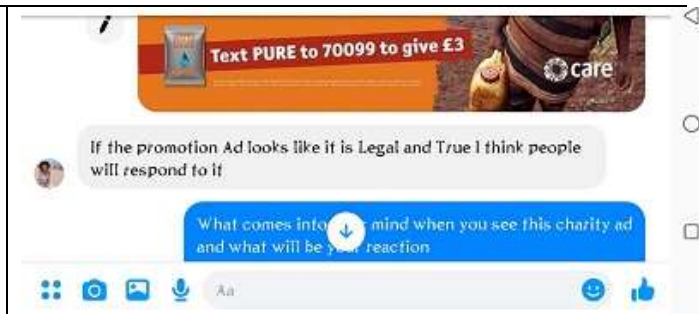 Text PURE to 70099 to give £3
care
If the promotion Ad looks like it is Legal and True I think people
will respond to it
What comes into mind when you see this charity ad
and what will be reaction
Aa